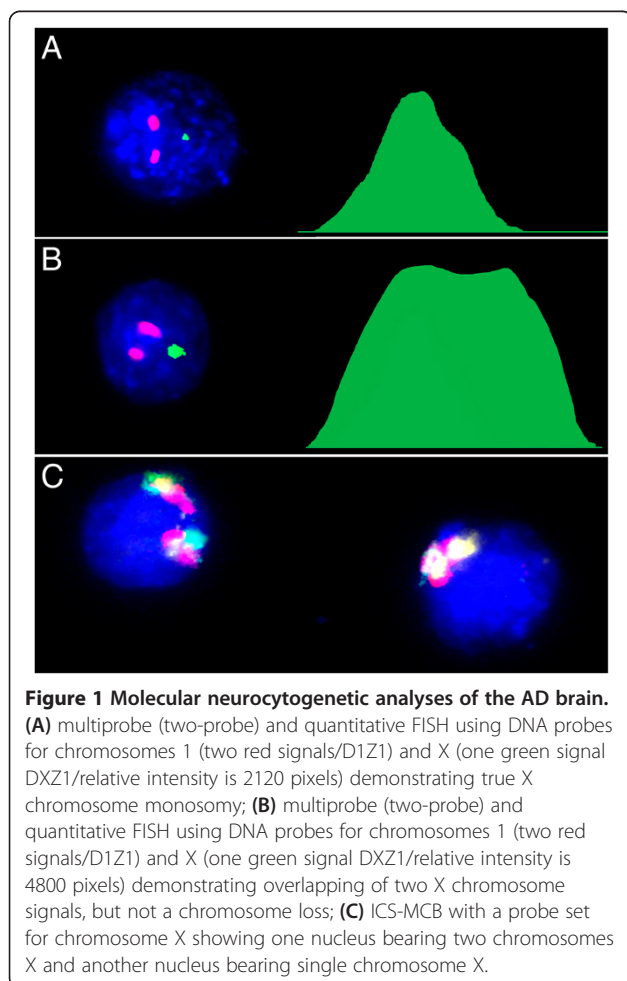 A
B
C
Figure 1 Molecular neurocytogenetic analyses of the AD brain.
(A) multiprobe (two-probe) and quantitative FISH using DNA probes
for chromosomes 1 (two red signals/D1Z1) and X (one green signal
DXZ1/relative intensity is 2120 pixels) demonstrating true X
chromosome monosomy; (B) multiprobe (two-probe) and
quantitative FISH using DNA probes for chromosomes 1 (two red
signals/D1Z1) and X (one green signal DXZ1/relative intensity is
4800 pixels) demonstrating overlapping of two X chromosome
signals, but not a chromosome loss; (C) ICS-MCB with a probe set
for chromosome X showing one nucleus bearing two chromosomes
X and another nucleus bearing single chromosome X.